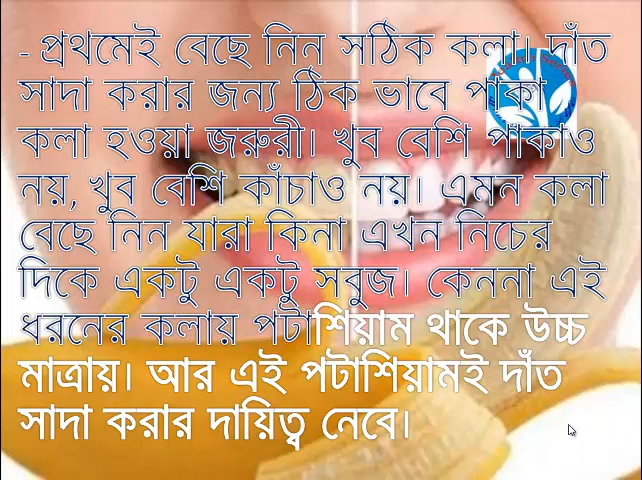 - প্রথমেই বেছে নিন সঠিক কলা। দাঁত
সাদা করার জন্য ঠিক ভাবে পাকা
কলা হওয়া জরুরী। খুব বেশি পাকাও
নয়, খুব বেশি কাঁচাও নয়। এমন কলা
বেছে নিন যারা কিনা এখন নিচের
দিকে একটু একটু সবুজ। কেননা এই
ধরনের কলায় পটাশিয়াম থাকে উচ্চ
মাত্রায়। আর এই পটাশিয়ামই দাঁত
সাদা করার দায়িত্ব নেবে।